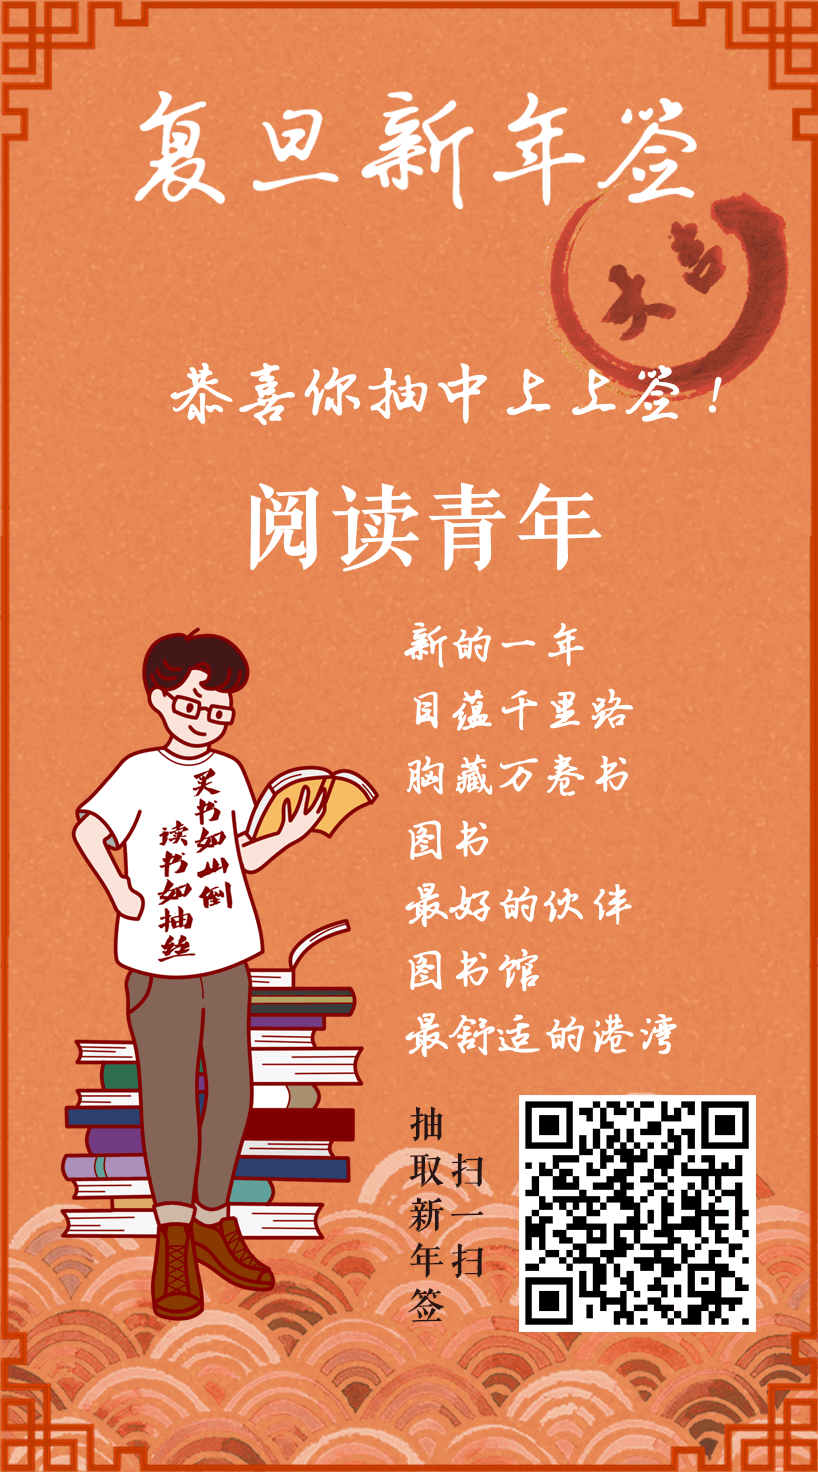 复旦新年签
大吉
恭喜你抽中上上签！
阅读青年
新的一年
目蕴千里路
胸藏万卷书
图书
最好的伙伴
图书馆
最舒适的港湾
买书如山倒
读书如抽丝
扫一扫
抽取新年签